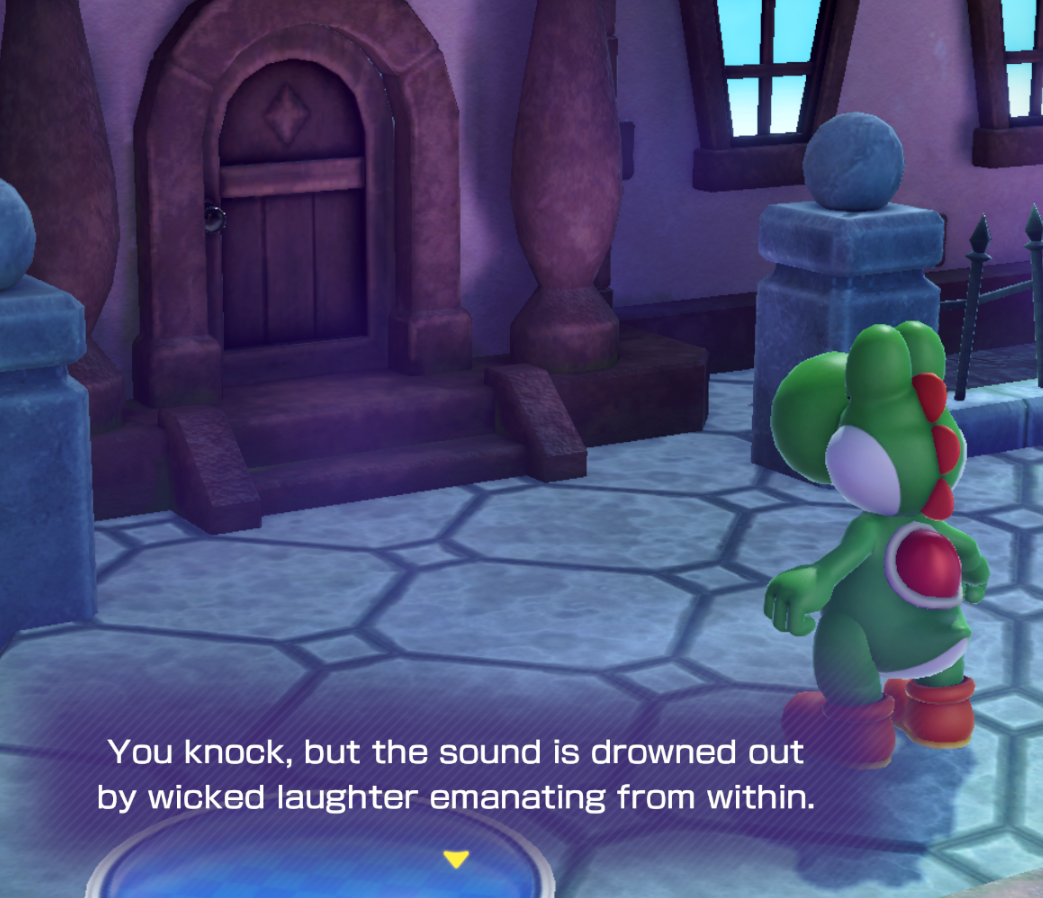 You knock, but the sound is drowned out
by wicked laughter emanating from within.